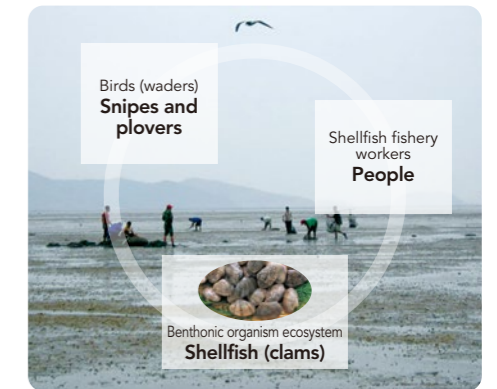 Birds (waders)
Snipes and
plovers
Shellfish fishery
workers
People
Benthonic organism ecosystem
Shellfish (clams)